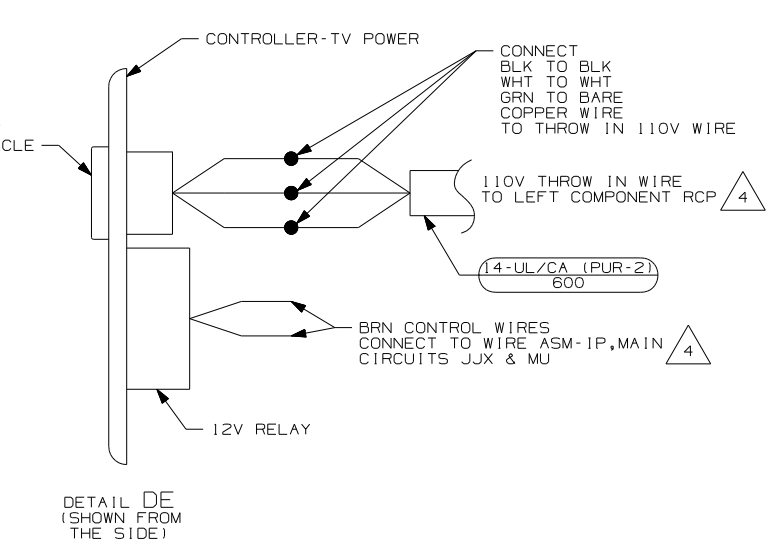 CONTROLLER-TV POWER
CONNECT
BLK TO BLK
WHT TO WHT
GRN TO BARE
COPPER WIRE
TO THROW IN 110V WIRE
CLE
110V THROW IN WIRE
TO LEFT COMPONENT RCP
4
14-UL/CA (PUR-2)
600
BRN CONTROL WIRES
CONNECT TO WIRE ASM-IP,MAIN
CIRCUITS JJX & MU
4
12V RELAY
DETAIL DE
(SHOWN FROM
THE SIDE)